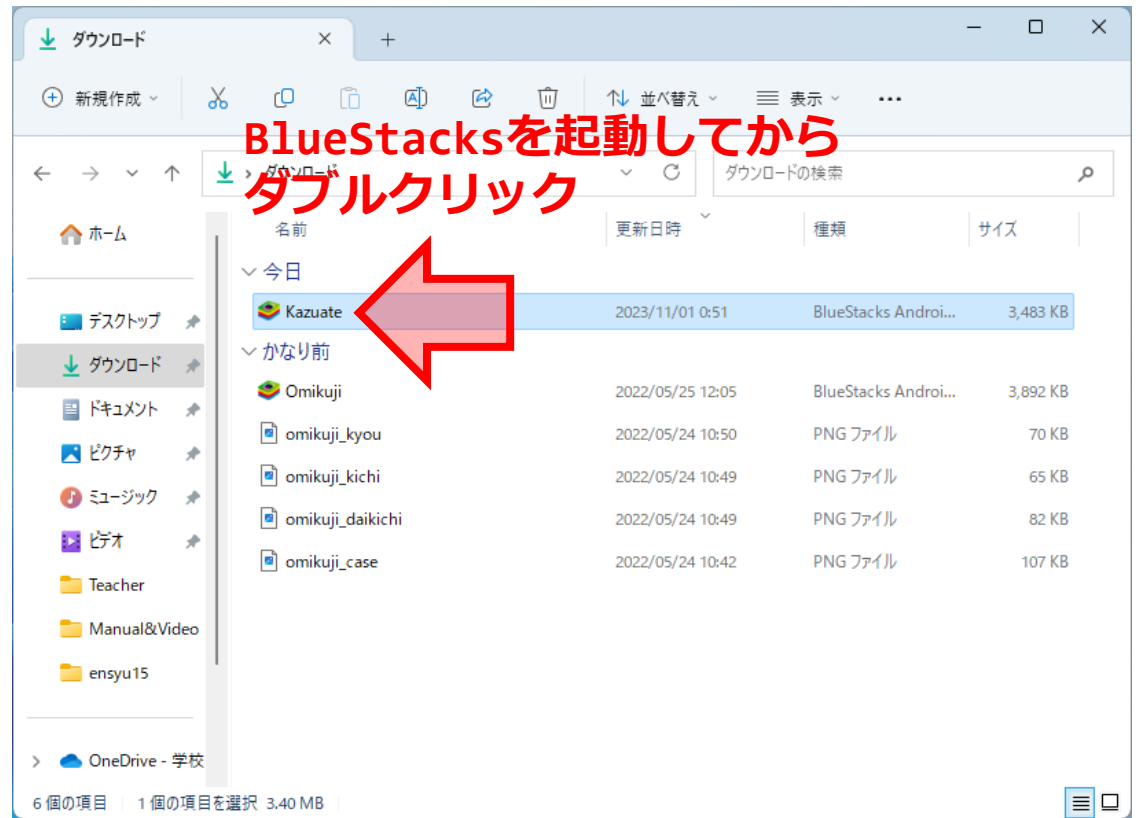 ダウンロード
新規作成
並べ替え
表示
BlueStacksを起動してから
ダブルクリック
ダウンロード
ダウンロードの検索
ホーム
デスクトップ
ダウンロード
ドキュメント
ピクチャ
ミュージック
ビデオ
Teacher
Manual&Video
ensyu15
OneDrive - 学校
名前 更新日時 種類 サイズ
今日
Kazuate 2023/11/01 0:51 BlueStacks Androi... 3,483 KB
かなり前
Omikuji 2022/05/25 12:05 BlueStacks Androi... 3,892 KB
omikuji_kyou 2022/05/24 10:50 PNG ファイル 70 KB
omikuji_kichi 2022/05/24 10:49 PNG ファイル 65 KB
omikuji_daikichi 2022/05/24 10:49 PNG ファイル 82 KB
omikuji_case 2022/05/24 10:42 PNG ファイル 107 KB
6 個の項目 1 個の項目を選択 3.40 MB